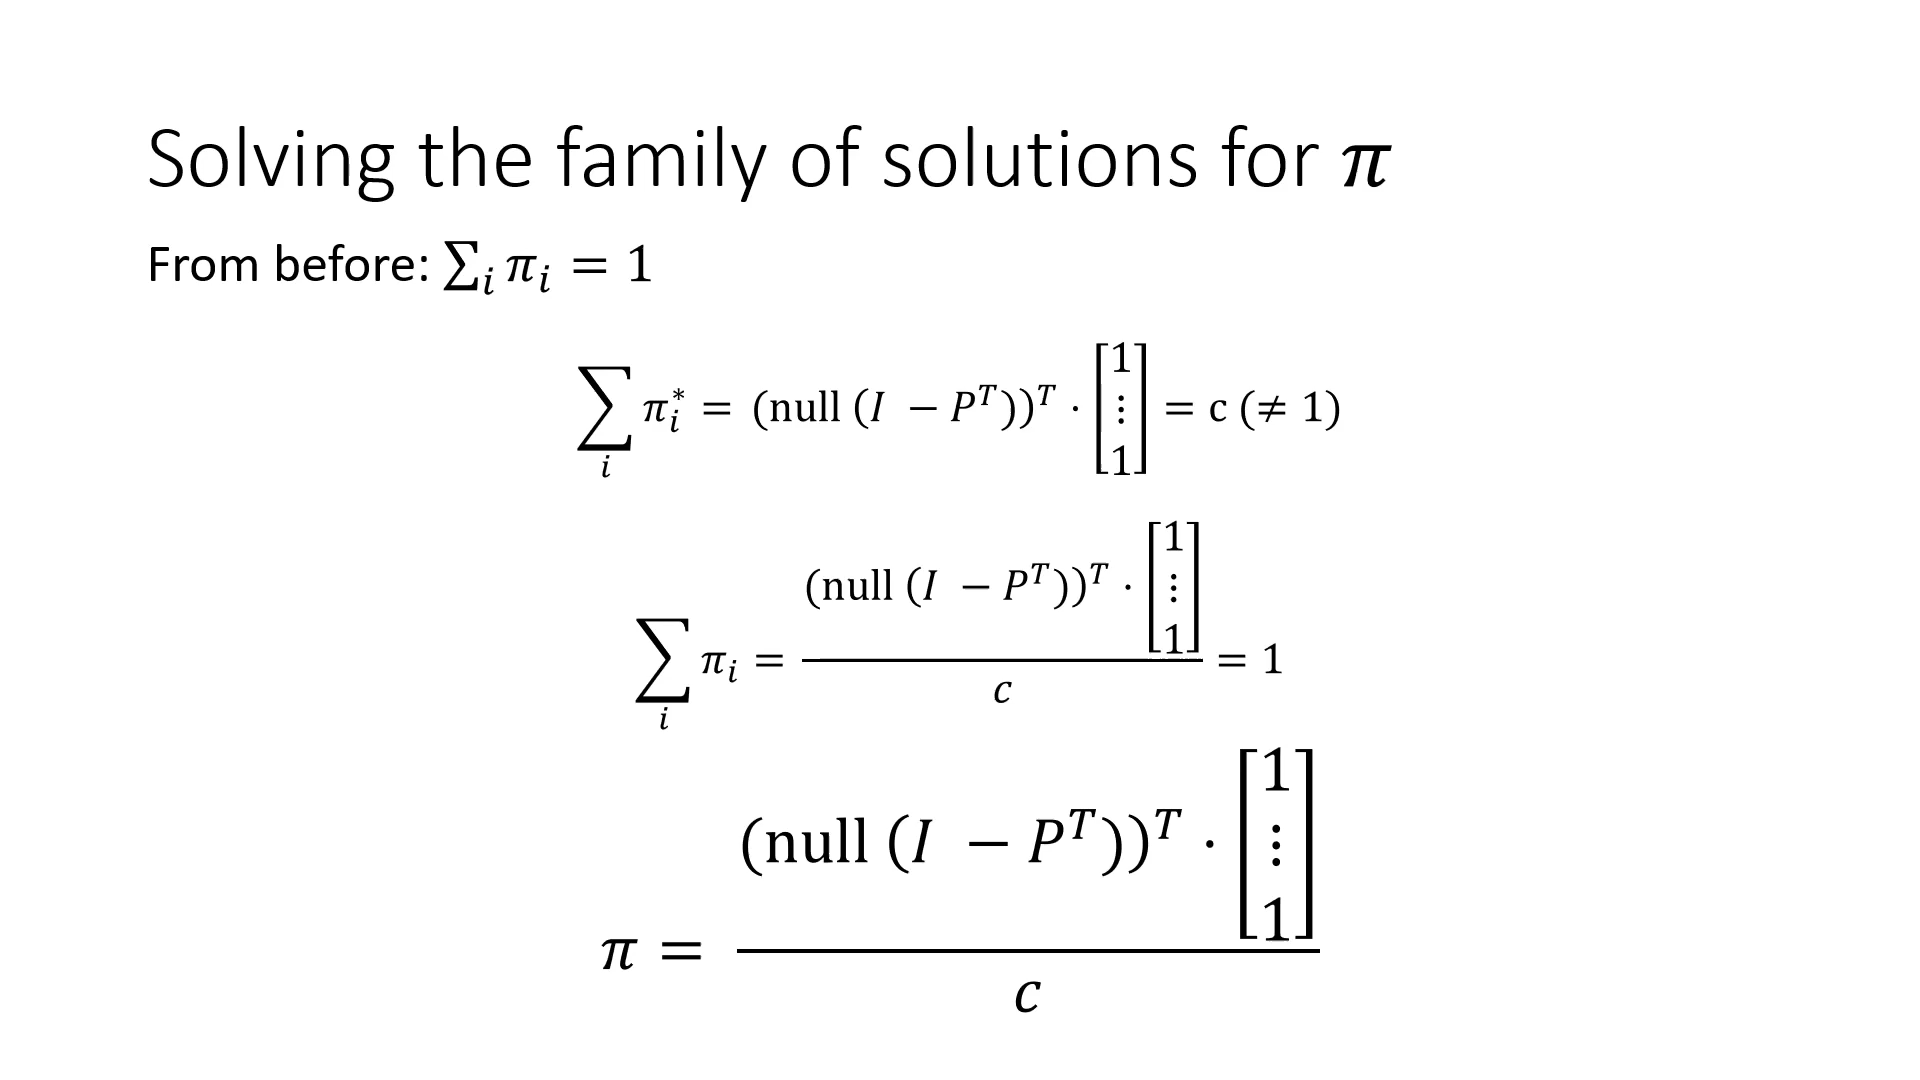 Solving the family of solutions for π
From before: ∑ᵢ πᵢ = 1
∑ᵢ πᵢ* = (null (I − Pᵀ))ᵀ · [1 ⋮ 1] = c (≠ 1)
∑ᵢ πᵢ = (null (I − Pᵀ))ᵀ · [1 ⋮ 1] / c = 1
π = (null (I − Pᵀ))ᵀ · [1 ⋮ 1] / c